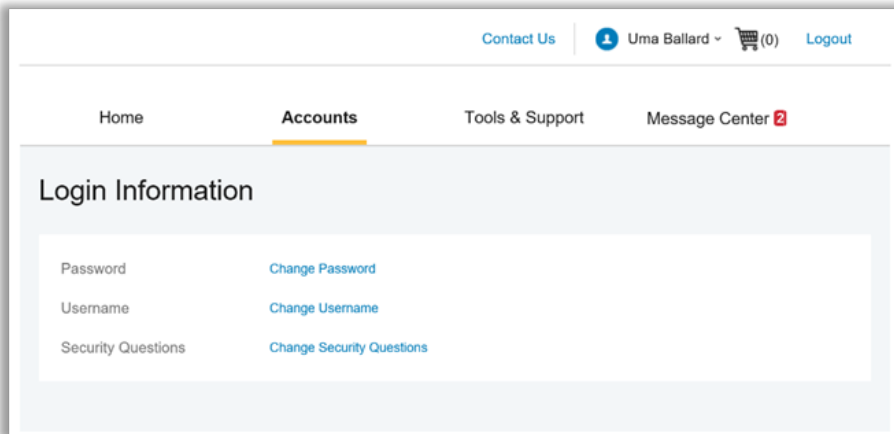 Contact Us Uma Ballard (0) Logout
Home Accounts Tools & Support Message Center 2
Login Information
Password Change Password
Username Change Username
Security Questions Change Security Questions